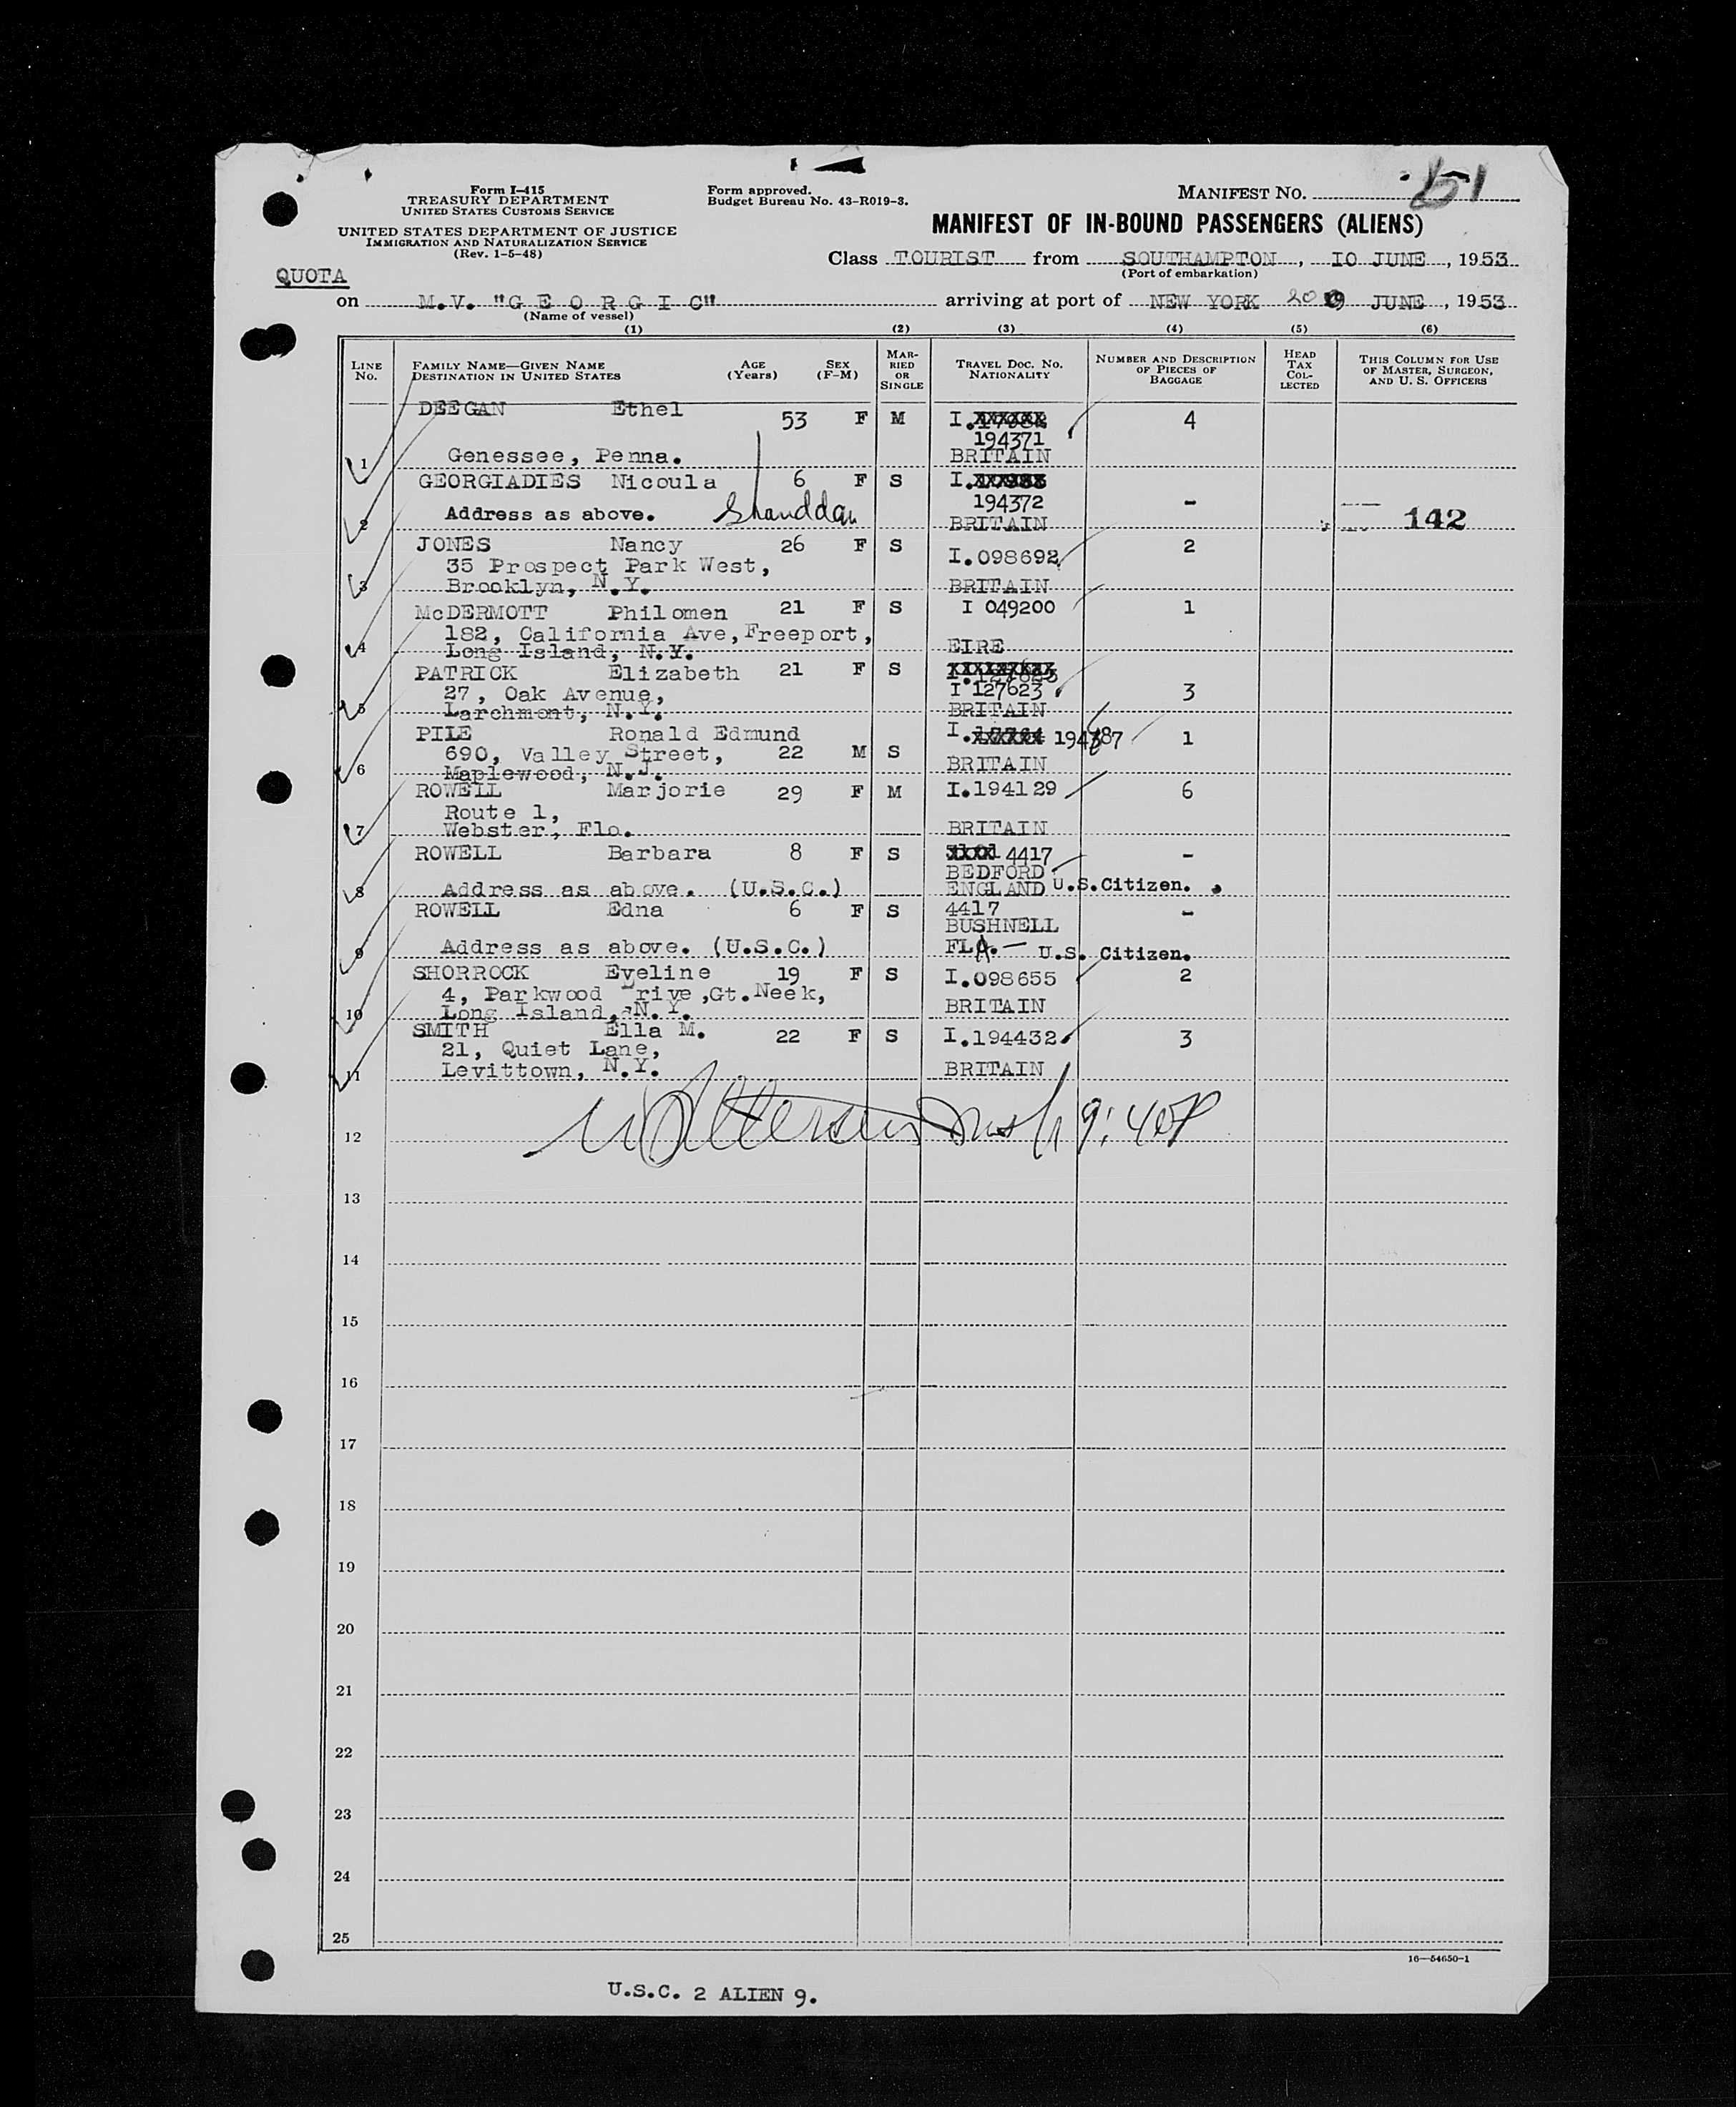 Form I-415
TREASURY DEPARTMENT
UNITED STATES CUSTOMS SERVICE
UNITED STATES DEPARTMENT OF JUSTICE
IMMIGRATION AND NATURALIZATION SERVICE
(Rev. 1-5-48)
Form approved.
Budget Bureau No. 43-R019-3.
MANIFEST NO. 151
MANIFEST OF IN-BOUND PASSENGERS (ALIENS)
Class TOURIST from SOUTHAMPTON, 10 JUNE, 1953
(Port of embarkation)
QUOTA
on M.V. "G E O R G I C" arriving at port of NEW YORK 20 JUNE, 1953
(Name of vessel)
(1) (2) (3) (4) (5) (6)
LINE No. FAMILY NAME—GIVEN NAME DESTINATION IN UNITED STATES AGE (Years) SEX (F-M) MARRIED OR SINGLE TRAVEL DOC. NO. NATIONALITY NUMBER AND DESCRIPTION OF PIECES OF BAGGAGE HEAD TAX COLLECTED THIS COLUMN FOR USE OF MASTER, SURGEON, AND U. S. OFFICERS
DEEGAN Ethel 53 F M I. 4
194371
1 Genessee, Penna. BRITAIN
GEORGIADIES Nicoula 6 F S I.
194372 -
2 Address as above. BRITAIN 142
JONES Nancy 26 F S I.098692 2
35 Prospect Park West,
3 Brooklyn, N.Y. BRITAIN
McDERMOTT Philomen 21 F S I 049200 1
182, California Ave, Freeport,
4 Long Island, N.Y. EIRE
PATRICK Elizabeth 21 F S
27, Oak Avenue, I 127623 3
5 Larchmont, N.Y. BRITAIN
PILE Ronald Edmund I.
690, Valley Street, 22 M S 1
6 Maplewood, N.J. BRITAIN
ROWELL Marjorie 29 F M I.194129 6
Route 1,
7 Webster, Flo. BRITAIN
ROWELL Barbara 8 F S 4417 -
BEDFORD
8 Address as above. (U.S.C.) ENGLAND U.S.Citizen.
ROWELL Edna 6 F S 4417 -
BUSHNELL
9 Address as above. (U.S.C.) FLA. — U.S. Citizen.
SHORROCK Eveline 19 F S I.098655 2
4, Parkwood Drive, Gt. Neek,
10 Long Island, N.Y. BRITAIN
SMITH Ella M. 22 F S I.194432 3
21, Quiet Lane,
11 Levittown, N.Y. BRITAIN
12 9:40P
13
14
15
16
17
18
19
20
21
22
23
24
25
16—54650-1
U.S.C. 2 ALIEN 9.